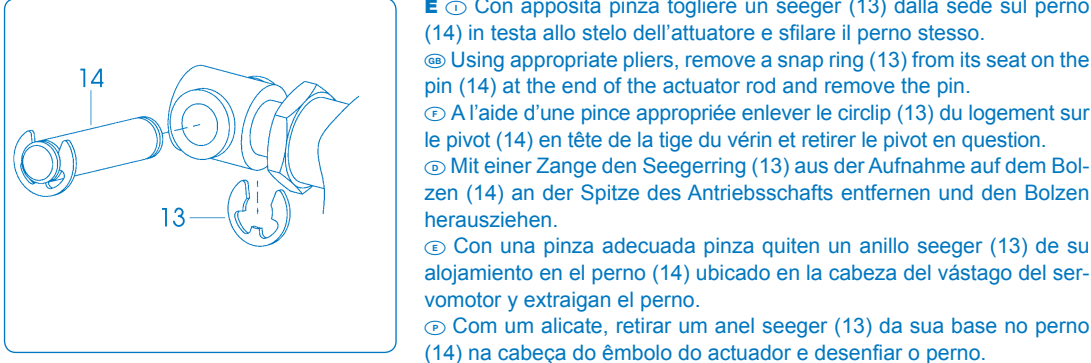 14
13
E I Con apposita pinza togliere un seeger (13) dalla sede sul perno
(14) in testa allo stelo dell'attuatore e sfilare il perno stesso.
GB Using appropriate pliers, remove a snap ring (13) from its seat on the
pin (14) at the end of the actuator rod and remove the pin.
F A l'aide d'une pince appropriée enlever le circlip (13) du logement sur
le pivot (14) en tête de la tige du vérin et retirer le pivot en question.
D Mit einer Zange den Seegerring (13) aus der Aufnahme auf dem Bol-
zen (14) an der Spitze des Antriebsschafts entfernen und den Bolzen
herausziehen.
E Con una pinza adecuada pinza quiten un anillo seeger (13) de su
alojamiento en el perno (14) ubicado en la cabeza del vástago del ser-
vomotor y extraigan el perno.
P Com um alicate, retirar um anel seeger (13) da sua base no perno
(14) na cabeça do êmbolo do actuador e desenfiar o perno.